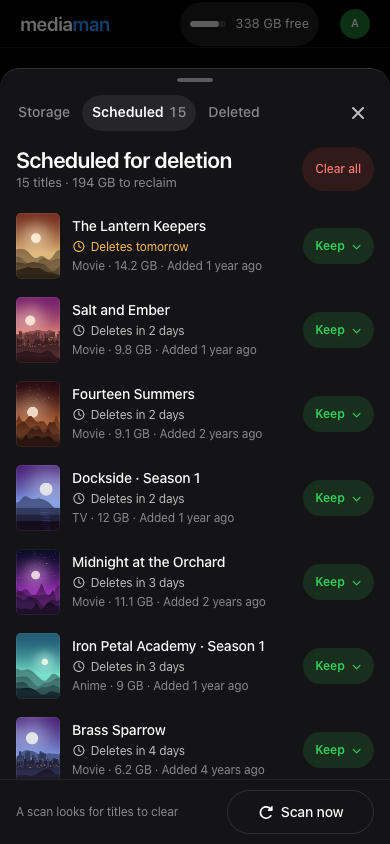 mediaman
338 GB free
A
Storage
Scheduled 15
Deleted
Scheduled for deletion
15 titles · 194 GB to reclaim
Clear all
The Lantern Keepers
Deletes tomorrow
Movie · 14.2 GB · Added 1 year ago
Keep
Salt and Ember
Deletes in 2 days
Movie · 9.8 GB · Added 1 year ago
Keep
Fourteen Summers
Deletes in 2 days
Movie · 9.1 GB · Added 2 years ago
Keep
Dockside · Season 1
Deletes in 2 days
TV · 12 GB · Added 1 year ago
Keep
Midnight at the Orchard
Deletes in 3 days
Movie · 11.1 GB · Added 2 years ago
Keep
Iron Petal Academy · Season 1
Deletes in 3 days
Anime · 9 GB · Added 1 year ago
Keep
Brass Sparrow
Deletes in 4 days
Movie · 6.2 GB · Added 4 years ago
Keep
A scan looks for titles to clear
Scan now